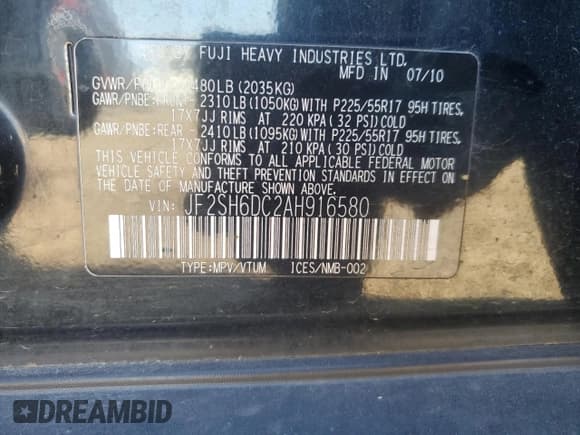 BY FUJI HEAVY INDUSTRIES LTD.
MFD IN 07/10
GVWR/ 480LB (2035KG)
GAWR/PNBE: FRONT- 2310LB (1050KG) WITH P225/55R17 95H TIRES,
17X7JJ RIMS AT 220 KPA (32 PSI) COLD
GAWR/PNBE: REAR - 2410LB (1095KG) WITH P225/55R17 95H TIRES,
17X7JJ RIMS AT 210 KPA (30 PSI) COLD
THIS VEHICLE CONFORMS TO ALL APPLICABLE FEDERAL MOTOR
VEHICLE SAFETY AND THEFT PREVENTION STANDARDS IN EFFECT ON
THE DATE OF MANUFACTURE SHOWN ABOVE.
VIN: JF2SH6DC2AH916580
TYPE: MPV/VTUM ICES/NMB-002
DREAMBID